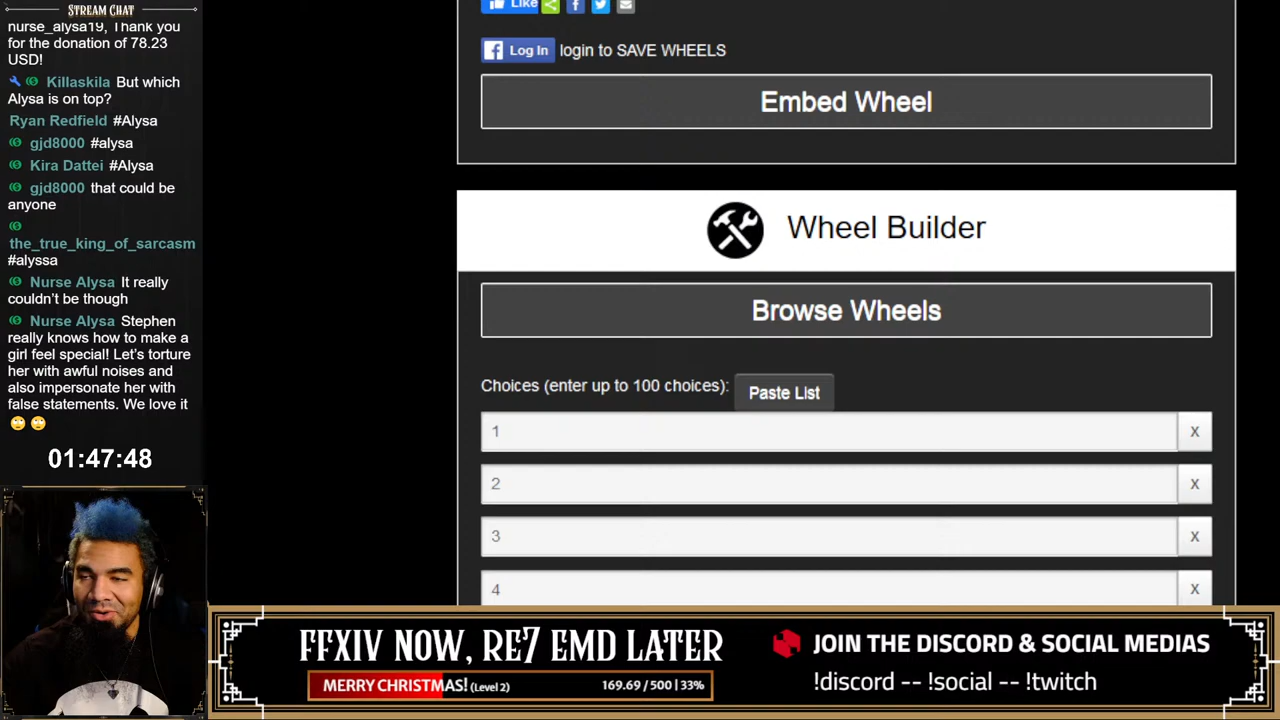 STREAM CHAT
nurse_alysa19, Thank you
for the donation of 78.23
USD!
Killaskila But which
Alysa is on top?
Ryan Redfield #Alysa
gjd8000 #alysa
Kira Dattei #Alysa
gjd8000 that could be
anyone
the_true_king_of_sarcasm
#alyssa
Nurse Alysa It really
couldn't be though
Nurse Alysa Stephen
really knows how to make a
girl feel special! Let's torture
her with awful noises and
also impersonate her with
false statements. We love it
01:47:48
Like
Log In login to SAVE WHEELS
Embed Wheel
Wheel Builder
Browse Wheels
Choices (enter up to 100 choices): Paste List
1 X
2 X
3 X
4 X
FFXIV NOW, RE7 EMD LATER
MERRY CHRISTMAS! (Level 2) 169.69 / 500 | 33%
JOIN THE DISCORD & SOCIAL MEDIAS
!discord -- !social -- !twitch